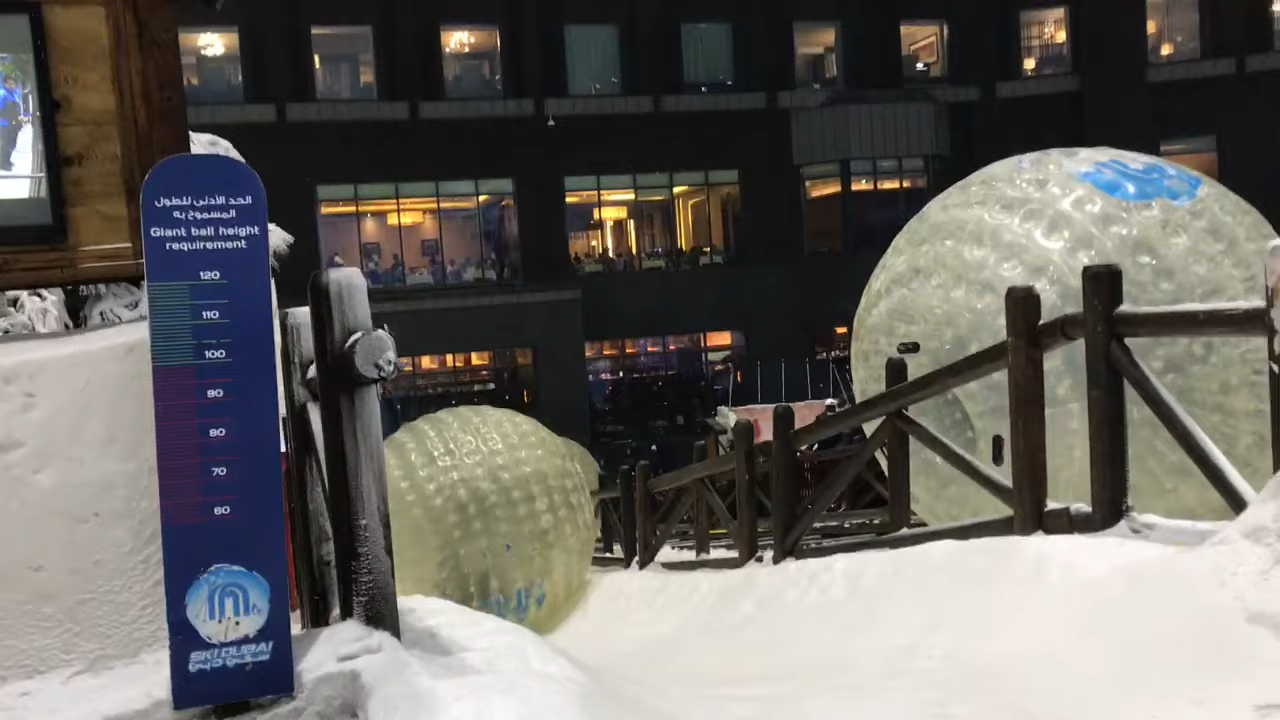 الحد الأدنى للطول
المسموح به
Giant ball height
requirement
120
110
100
90
80
70
60
SKI DUBAI
سكي دبي